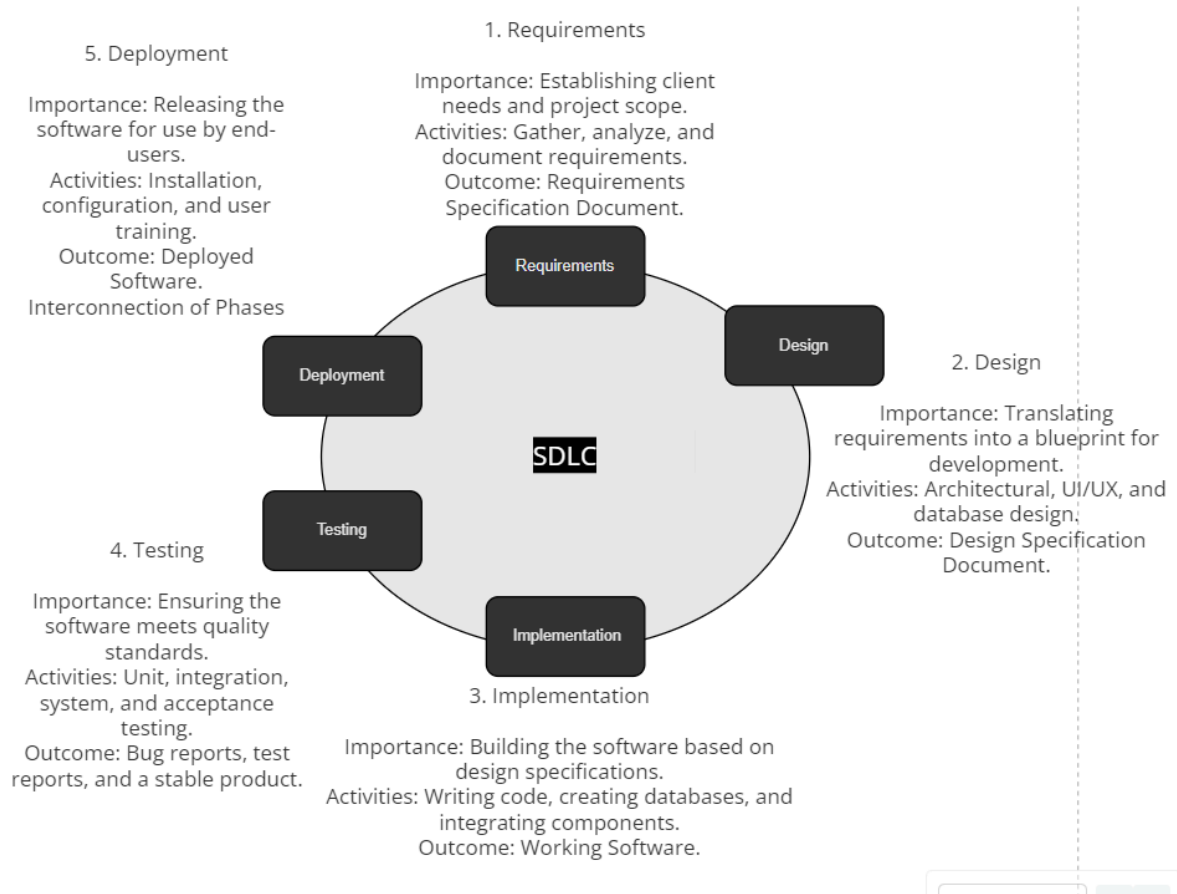 1. Requirements
Importance: Establishing client
needs and project scope.
Activities: Gather, analyze, and
document requirements.
Outcome: Requirements
Specification Document.
5. Deployment
Importance: Releasing the
software for use by end-
users.
Activities: Installation,
configuration, and user
training.
Outcome: Deployed
Software.
Interconnection of Phases
Requirements
Design
Deployment
SDLC
Testing
Implementation
2. Design
Importance: Translating
requirements into a blueprint for
development.
Activities: Architectural, UI/UX, and
database design.
Outcome: Design Specification
Document.
4. Testing
Importance: Ensuring the
software meets quality
standards.
Activities: Unit, integration,
system, and acceptance
testing.
Outcome: Bug reports, test
reports, and a stable product.
3. Implementation
Importance: Building the software based on
design specifications.
Activities: Writing code, creating databases, and
integrating components.
Outcome: Working Software.